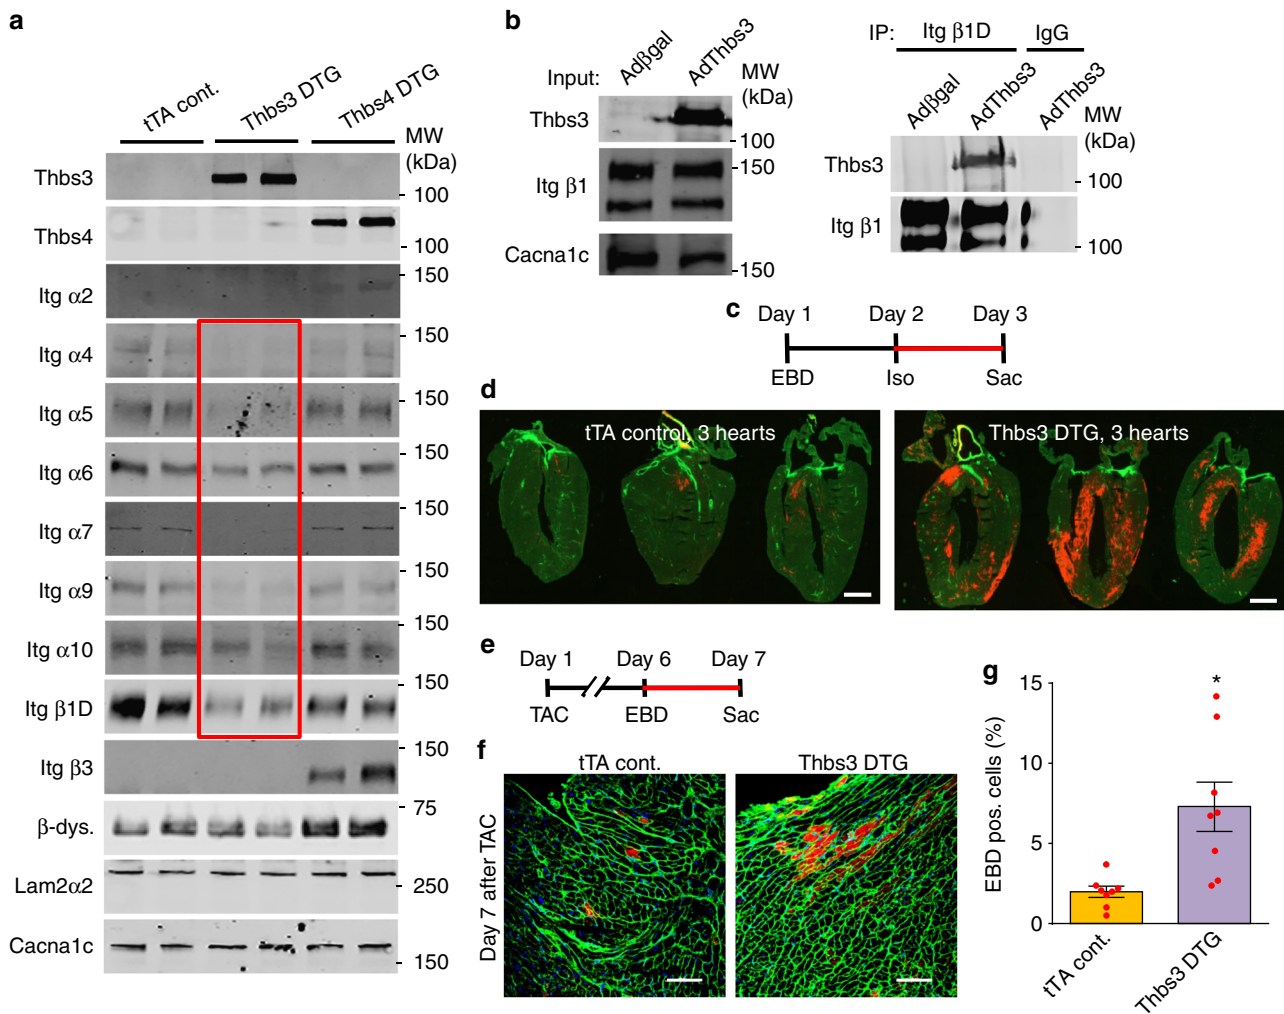 a
tTA cont.
Thbs3 DTG
Thbs4 DTG
MW
(kDa)
Thbs3
100
Thbs4
100
Itg α2
150
Itg α4
150
Itg α5
150
Itg α6
150
Itg α7
150
Itg α9
150
Itg α10
150
Itg β1D
150
Itg β3
150
β-dys.
75
Lam2α2
250
Cacna1c
150
b
Input:
Adβgal
AdThbs3
MW
(kDa)
Thbs3
100
Itg β1
150
Cacna1c
150
IP:
Itg β1D
IgG
Adβgal
AdThbs3
AdThbs3
MW
(kDa)
Thbs3
100
Itg β1
100
c
Day 1
Day 2
Day 3
EBD
Iso
Sac
d
tTA control, 3 hearts
Thbs3 DTG, 3 hearts
e
Day 1
Day 6
Day 7
TAC
EBD
Sac
f
tTA cont.
Thbs3 DTG
Day 7 after TAC
g
EBD pos. cells (%)
15
10
5
0
*
tTA cont.
Thbs3 DTG